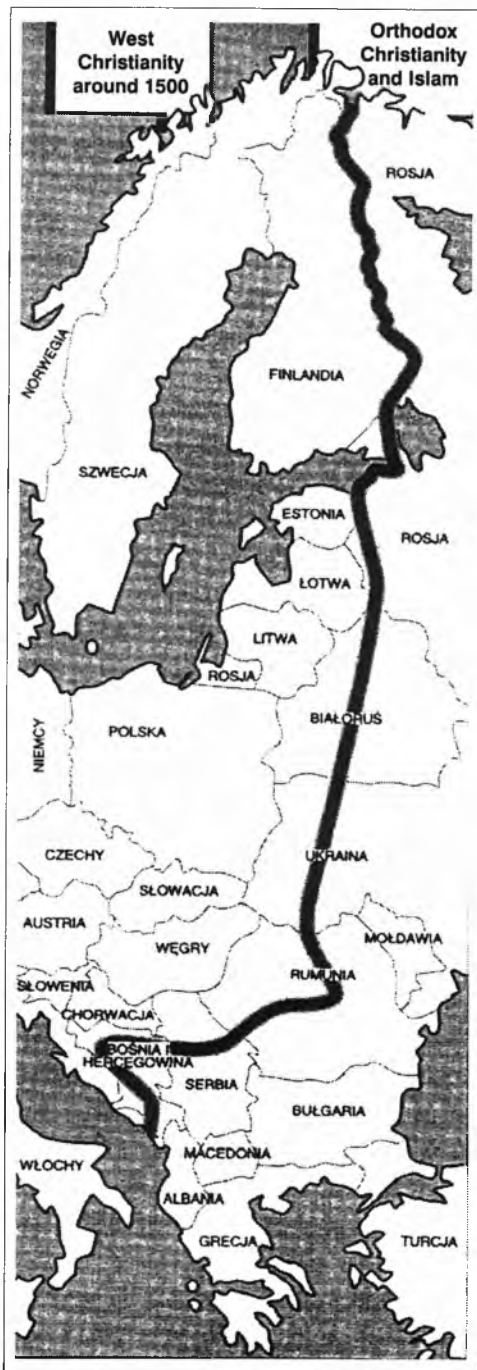 West
Christianity
around 1500
Orthodox
Christianity
and Islam
ROSJA
NORWEGIA
FINLANDIA
SZWECJA
ESTONIA
ROSJA
ŁOTWA
LITWA
ROSJA
BIAŁORUŚ
NIEMCY
POLSKA
CZECHY
UKRAINA
SŁOWACJA
AUSTRIA
MOŁDAWIA
WĘGRY
RUMUNIA
SŁOWENIA
CHORWACJA
BOŚNIA I
HERCEGOWINA
SERBIA
BUŁGARIA
MACEDONIA
WŁOCHY
ALBANIA
GRECJA
TURCJA